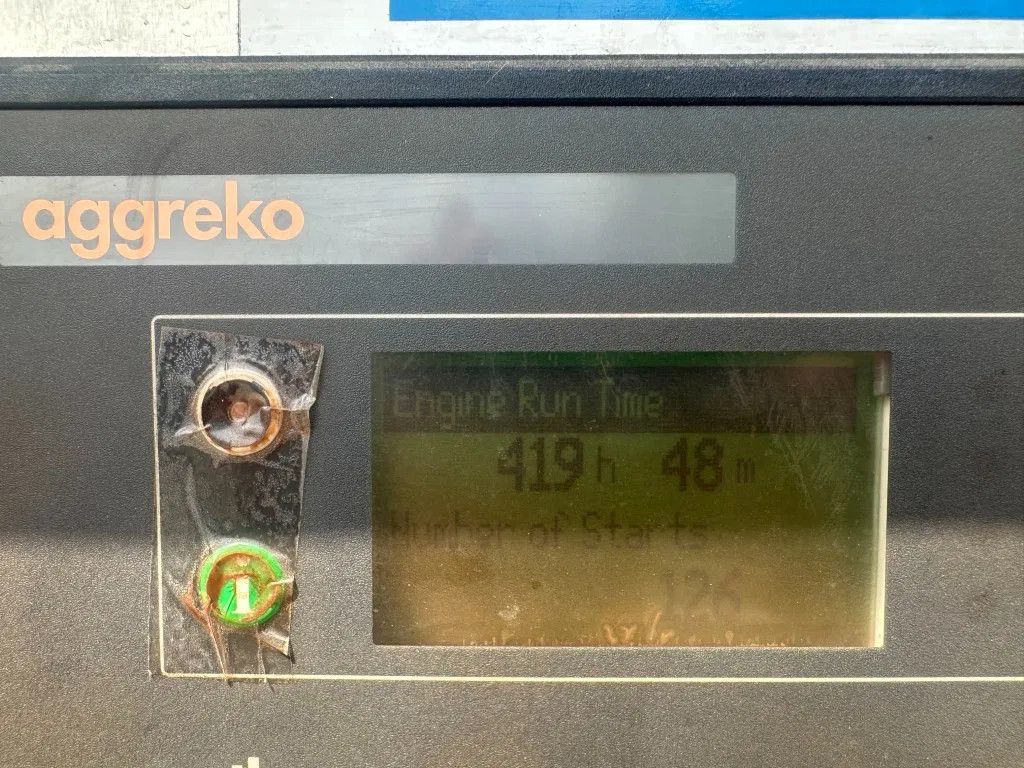 aggreko
Engine Run Time
419 h 48 m
Number of Starts
126
I